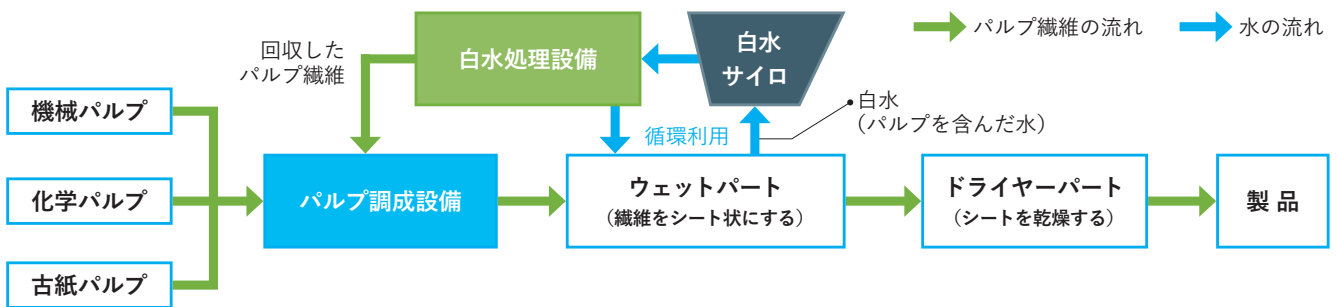 パルプ繊維の流れ
水の流れ
回収した
パルプ繊維
白水処理設備
白水
サイロ
白水
（パルプを含んだ水）
循環利用
機械パルプ
化学パルプ
古紙パルプ
パルプ調成設備
ウェットパート
（繊維をシート状にする）
ドライヤーパート
（シートを乾燥する）
製 品